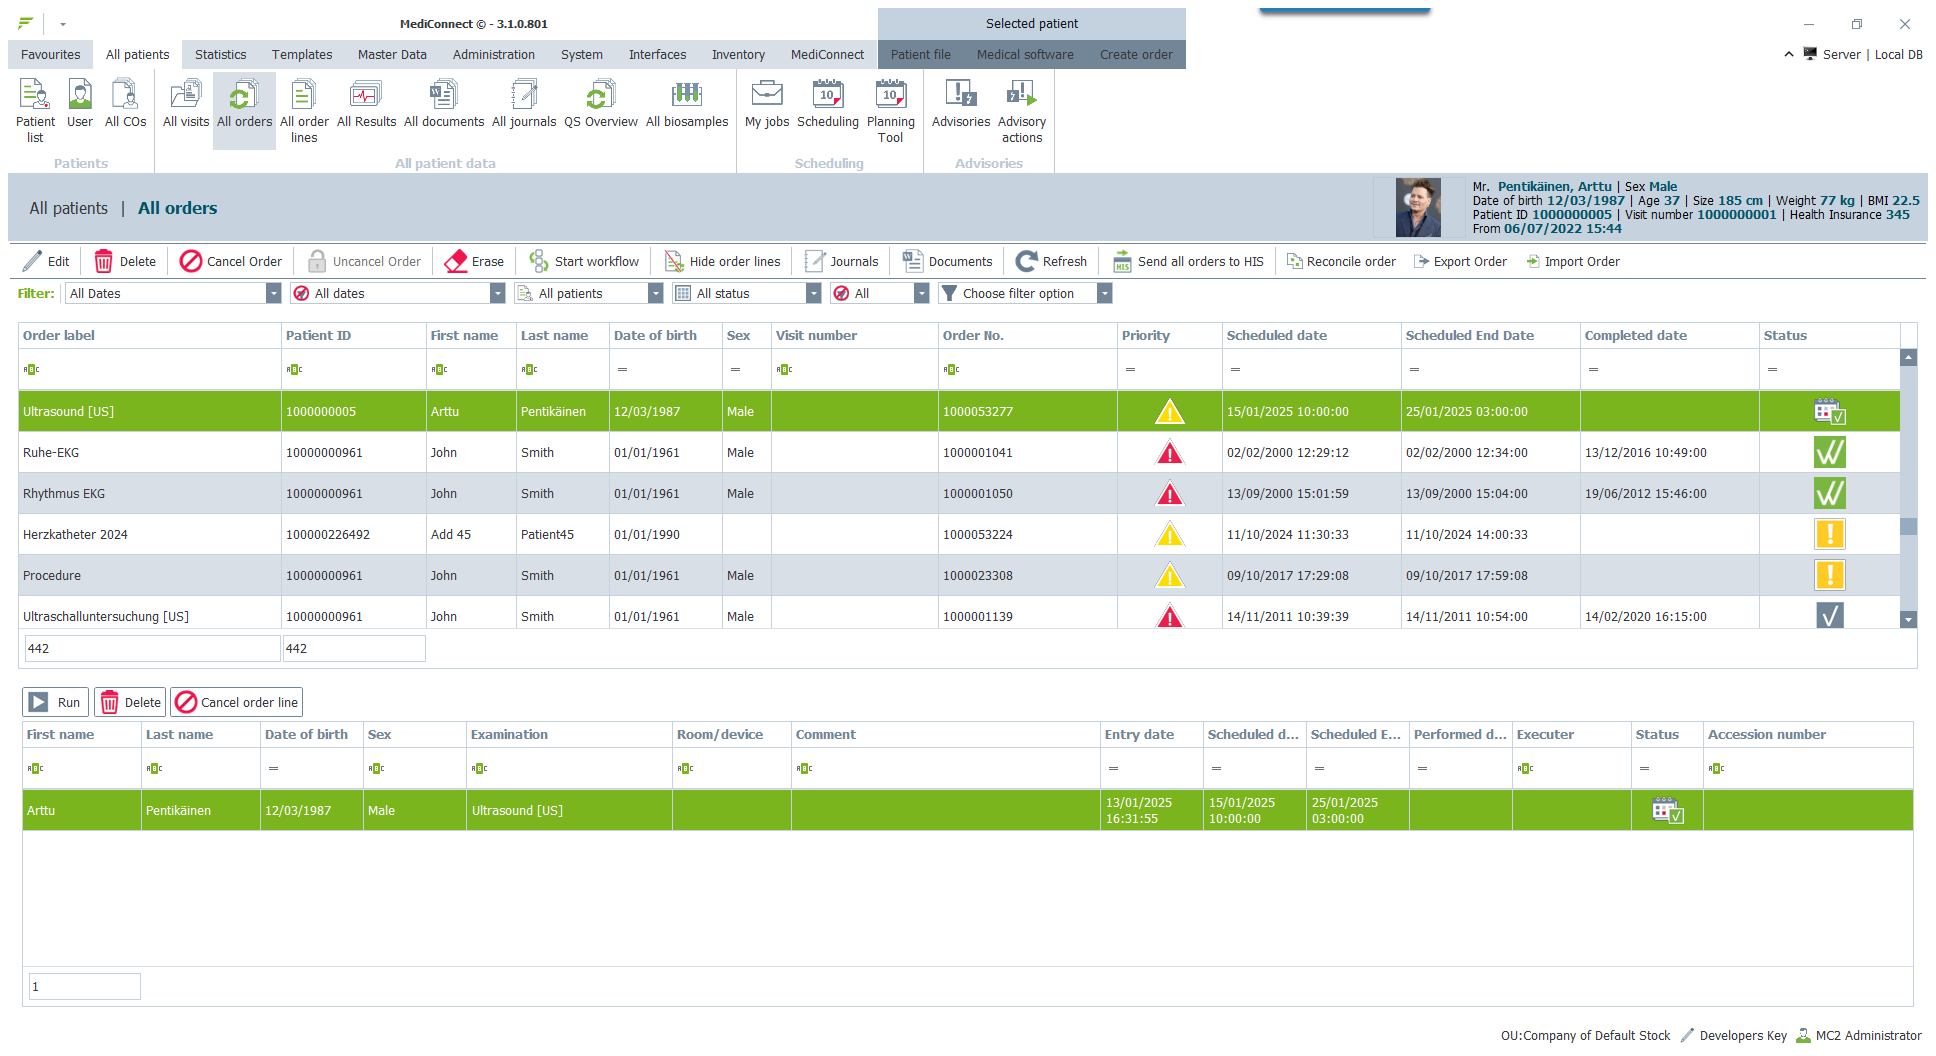 MediConnect © - 3.1.0.801
Selected patient
Favourites All patients Statistics Templates Master Data Administration System Interfaces Inventory MediConnect Patient file Medical software Create order
Server | Local DB
Patient list User All COs All visits All orders All order lines All Results All documents All journals QS Overview All biosamples My jobs Scheduling Planning Tool Advisories Advisory actions
Patients All patient data Scheduling Advisories
All patients | All orders
Mr. Pentikäinen, Arttu | Sex Male
Date of birth 12/03/1987 | Age 37 | Size 185 cm | Weight 77 kg | BMI 22.5
Patient ID 1000000005 | Visit number 1000000001 | Health Insurance 345
From 06/07/2022 15:44
Edit Delete Cancel Order Uncancel Order Erase Start workflow Hide order lines Journals Documents Refresh Send all orders to HIS Reconcile order Export Order Import Order
Filter: All Dates All dates All patients All status All Choose filter option
Order label Patient ID First name Last name Date of birth Sex Visit number Order No. Priority Scheduled date Scheduled End Date Completed date Status
ABC ABC ABC ABC = = ABC ABC = = = = =
Ultrasound [US] 1000000005 Arttu Pentikäinen 12/03/1987 Male 1000053277 15/01/2025 10:00:00 25/01/2025 03:00:00
Ruhe-EKG 10000000961 John Smith 01/01/1961 Male 1000001041 02/02/2000 12:29:12 02/02/2000 12:34:00 13/12/2016 10:49:00
Rhythmus EKG 10000000961 John Smith 01/01/1961 Male 1000001050 13/09/2000 15:01:59 13/09/2000 15:04:00 19/06/2012 15:46:00
Herzkatheter 2024 100000226492 Add 45 Patient45 01/01/1990 1000053224 11/10/2024 11:30:33 11/10/2024 14:00:33
Procedure 10000000961 John Smith 01/01/1961 Male 1000023308 09/10/2017 17:29:08 09/10/2017 17:59:08
Ultraschalluntersuchung [US] 10000000961 John Smith 01/01/1961 Male 1000001139 14/11/2011 10:39:39 14/11/2011 10:54:00 14/02/2020 16:15:00
442 442
Run Delete Cancel order line
First name Last name Date of birth Sex Examination Room/device Comment Entry date Scheduled d... Scheduled E... Performed d... Executer Status Accession number
ABC ABC = ABC ABC ABC ABC = = = = ABC = ABC
Arttu Pentikäinen 12/03/1987 Male Ultrasound [US] 13/01/2025 16:31:55 15/01/2025 10:00:00 25/01/2025 03:00:00
1
OU:Company of Default Stock Developers Key MC2 Administrator